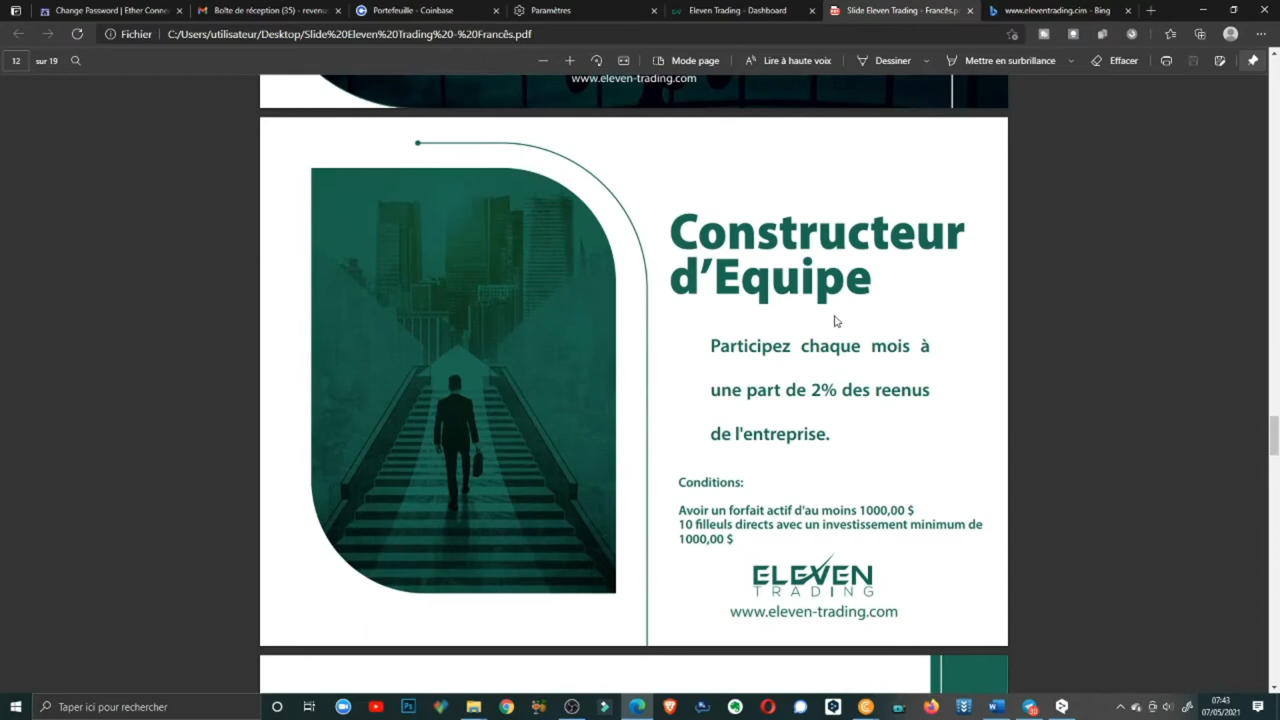 Change Password | Ether Connec
Boîte de réception (35) - revenu
Portefeuille - Coinbase
Paramètres
Eleven Trading - Dashboard
Slide Eleven Trading - Francês.p
www.eleventrading.cim - Bing
Fichier
C:/Users/utilisateur/Desktop/Slide%20Eleven%20Trading%20-%20Francês.pdf
12 sur 19
Mode page
Lire à haute voix
Dessiner
Mettre en surbrillance
Effacer
www.eleven-trading.com
Constructeur
d'Equipe
Participez chaque mois à
une part de 2% des reenus
de l'entreprise.
Conditions:
Avoir un forfait actif d'au moins 1000,00 $
10 filleuls directs avec un investissement minimum de
1000,00 $
ELEVEN
TRADING
www.eleven-trading.com
Taper ici pour rechercher
07:43
07/05/2021